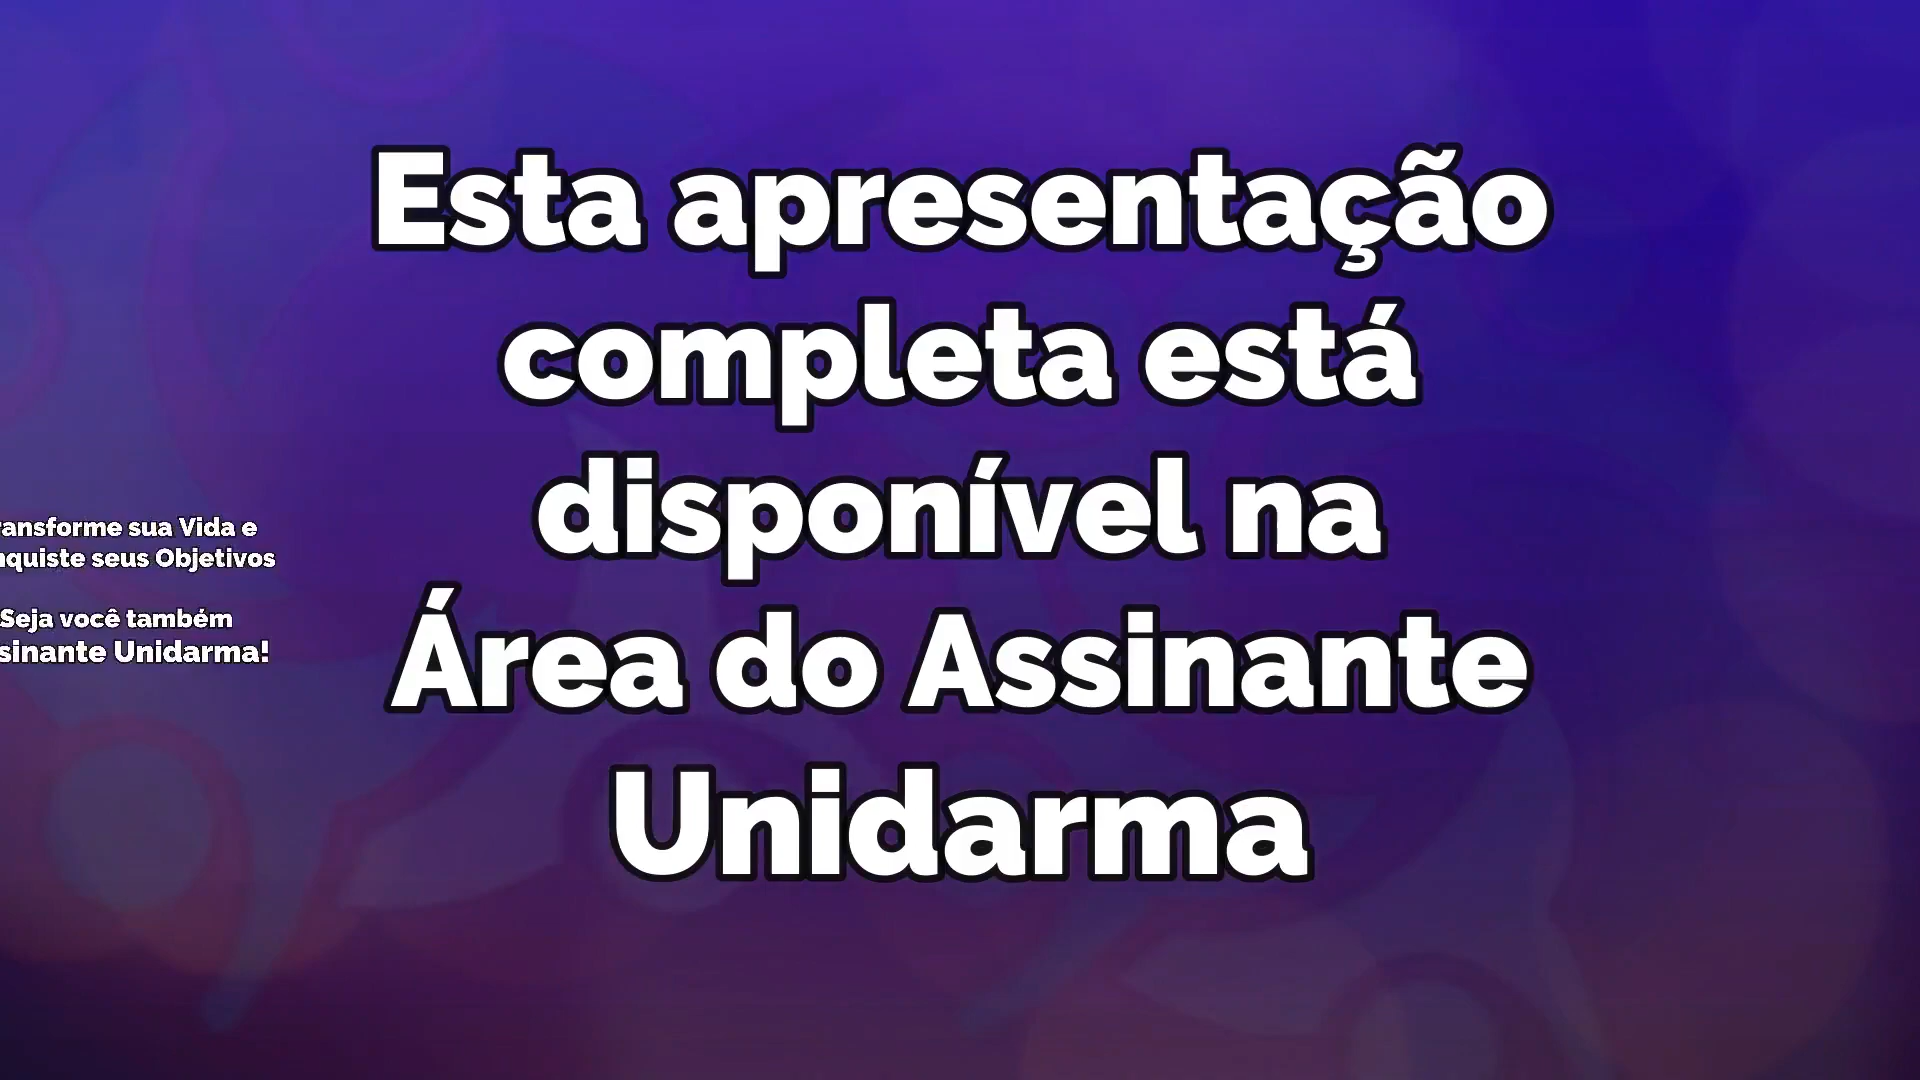 Esta apresentação
completa está
disponível na
Área do Assinante
Unidarma
ansforme sua Vida e
nquiste seus Objetivos
Seja você também
sinante Unidarma!